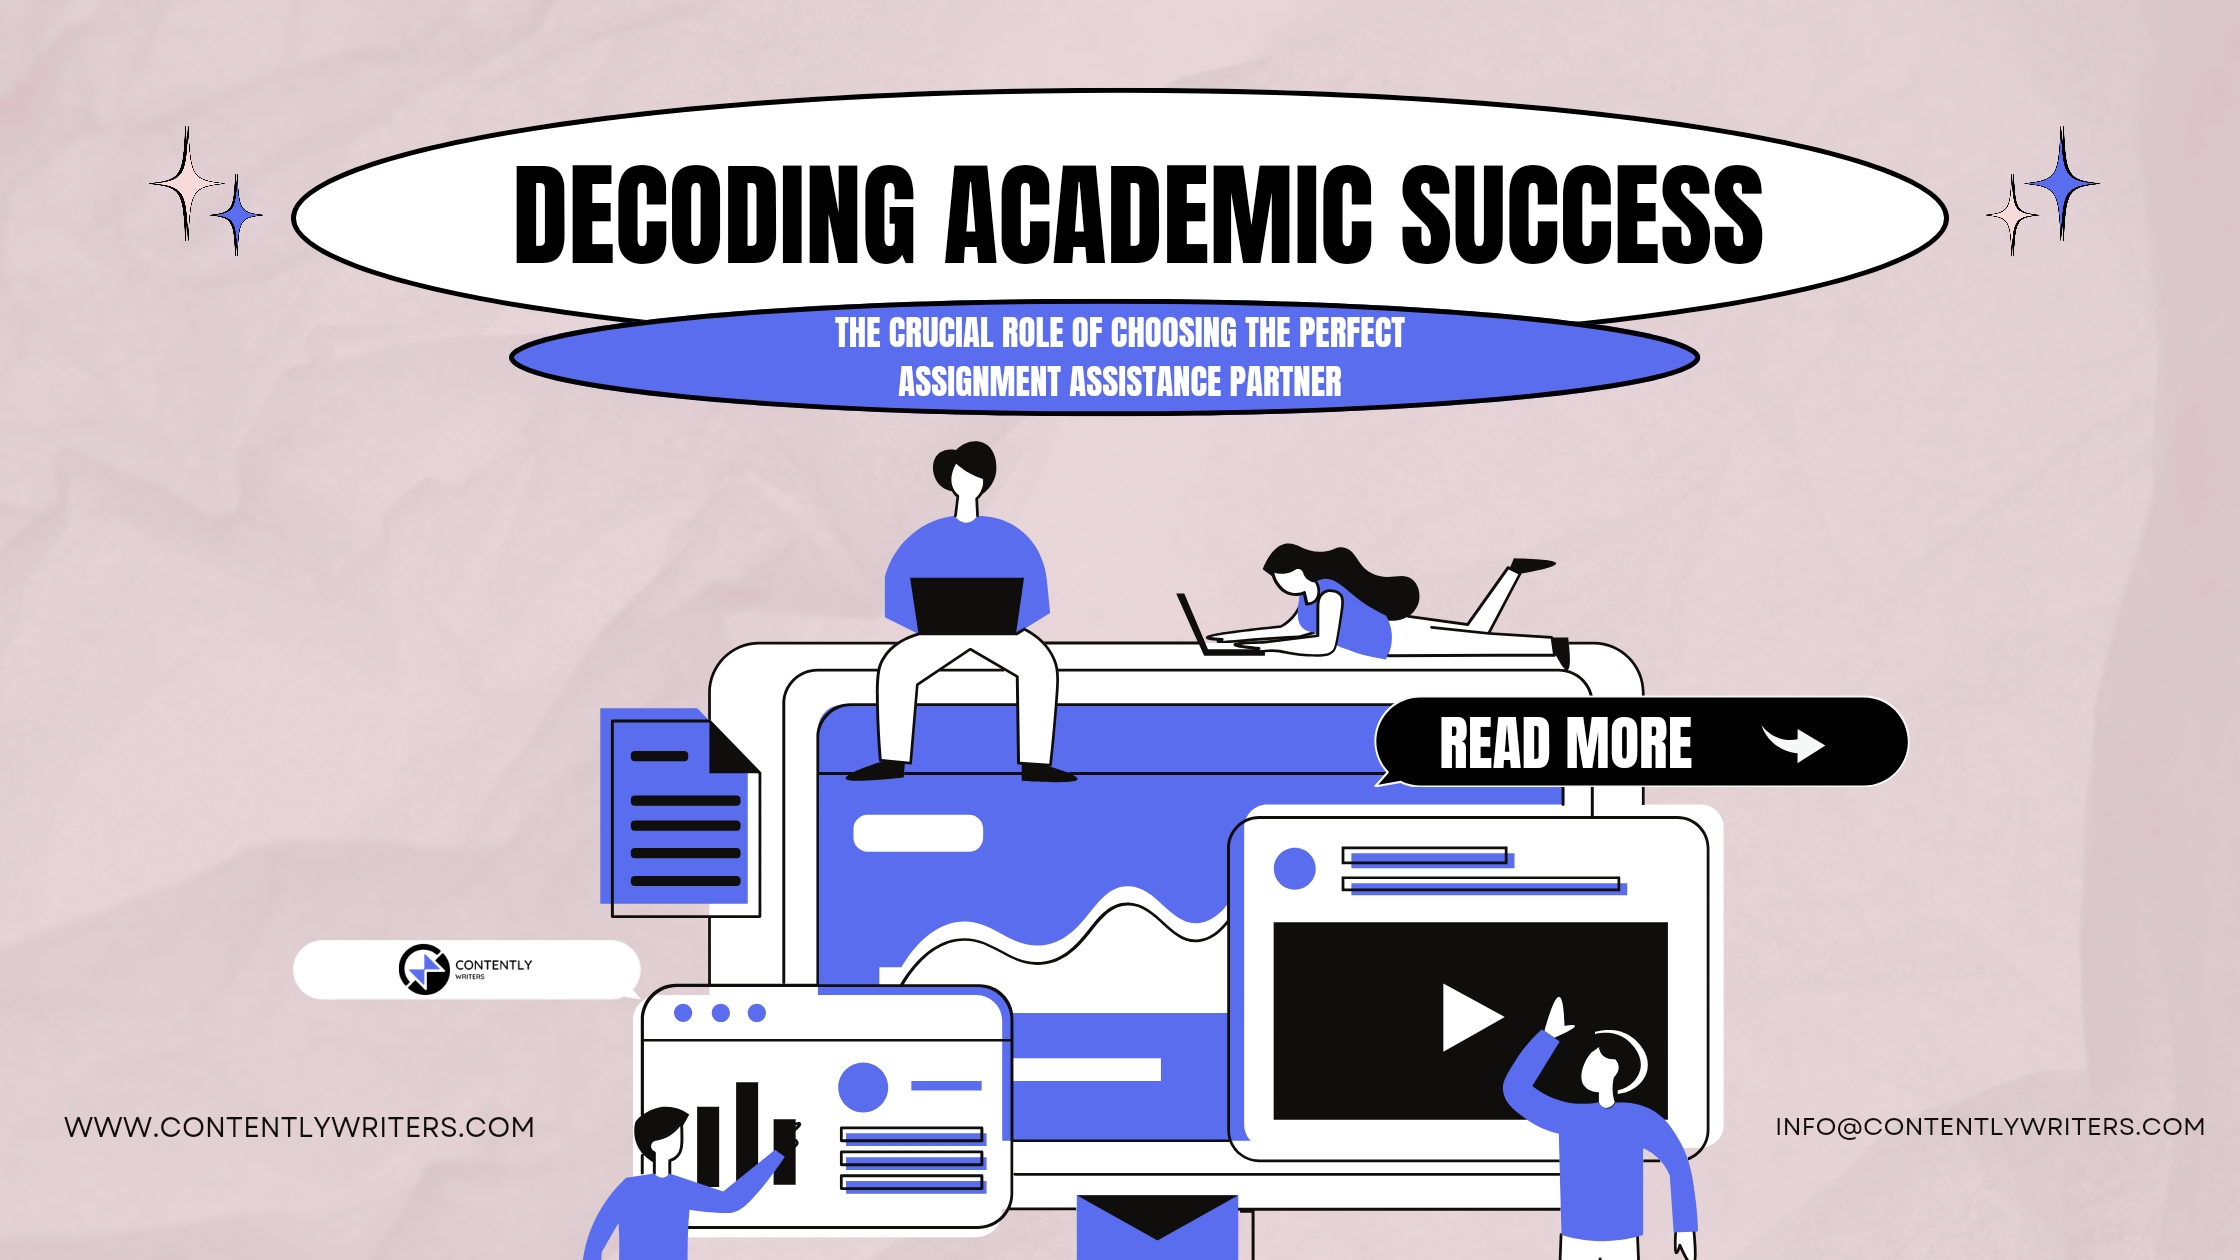 DECODING ACADEMIC SUCCESS
THE CRUCIAL ROLE OF CHOOSING THE PERFECT
ASSIGNMENT ASSISTANCE PARTNER
READ MORE
CONTENTLY
WRITERS
WWW.CONTENTLYWRITERS.COM
INFO@CONTENTLYWRITERS.COM